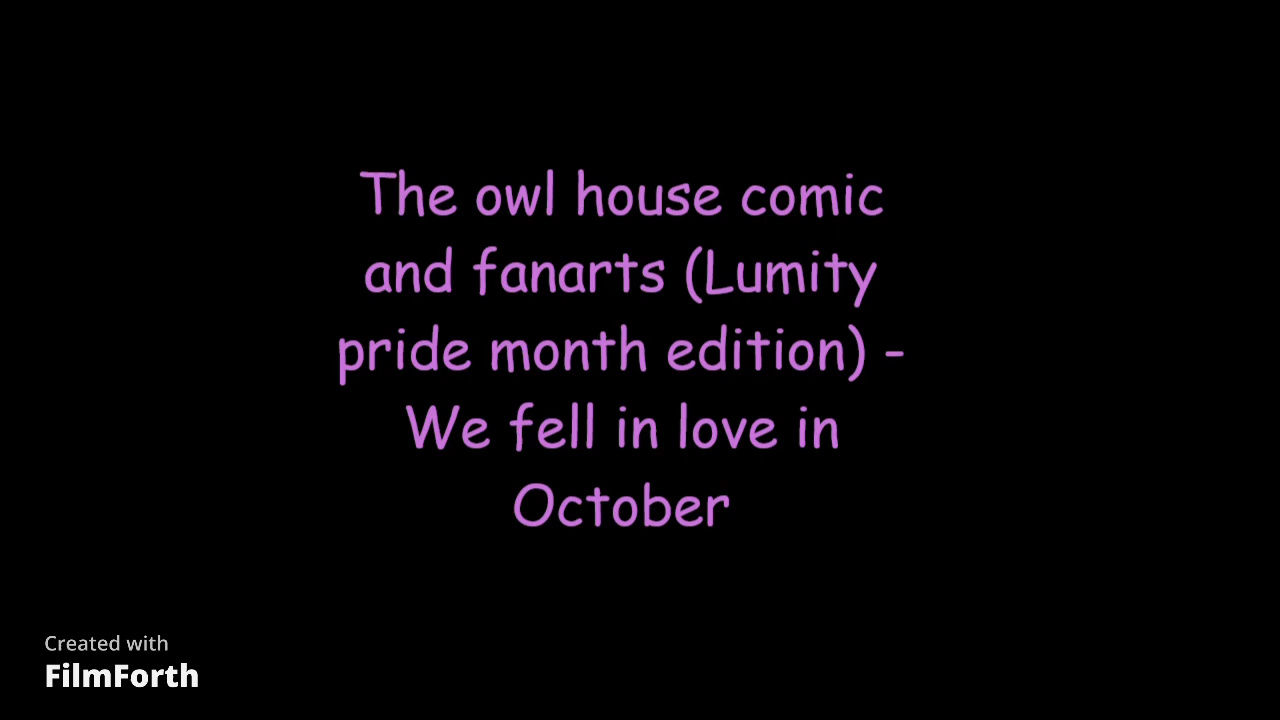 The owl house comic
and fanarts (Lumity
pride month edition) -
We fell in love in
October
Created with
FilmForth